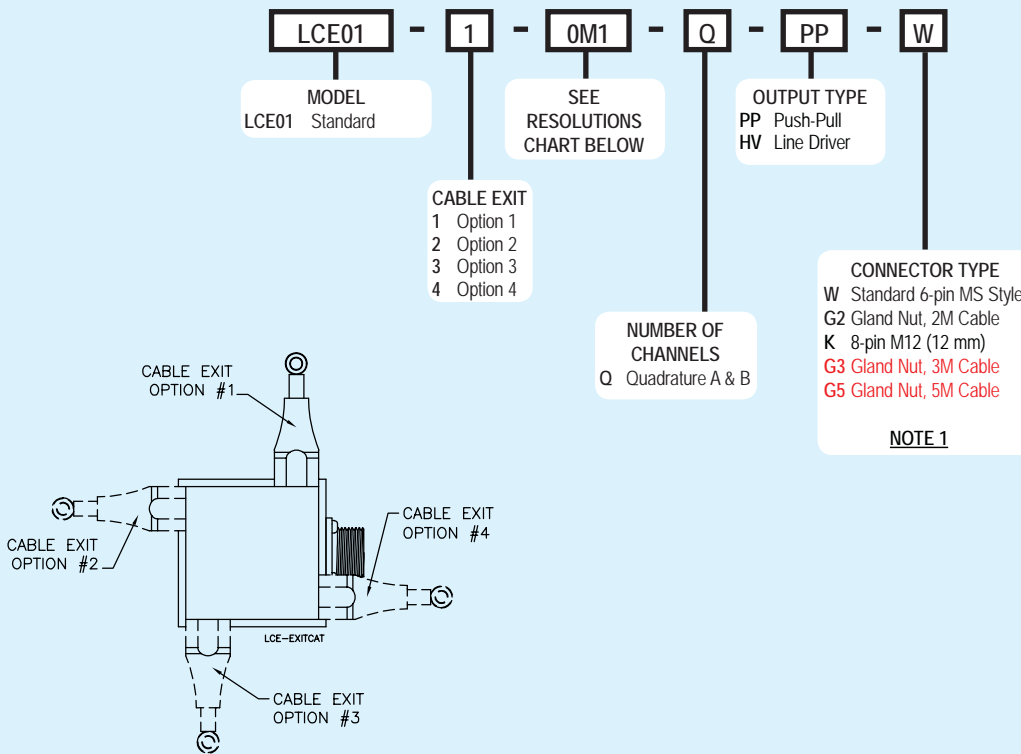 LCE01 - 1 - 0M1 - Q - PP - W
MODEL
LCE01 Standard
CABLE EXIT
1 Option 1
2 Option 2
3 Option 3
4 Option 4
SEE
RESOLUTIONS
CHART BELOW
NUMBER OF
CHANNELS
Q Quadrature A & B
OUTPUT TYPE
PP Push-Pull
HV Line Driver
CONNECTOR TYPE
W Standard 6-pin MS Style
G2 Gland Nut, 2M Cable
K 8-pin M12 (12 mm)
G3 Gland Nut, 3M Cable
G5 Gland Nut, 5M Cable
NOTE 1
CABLE EXIT
OPTION #1
CABLE EXIT
OPTION #2
CABLE EXIT
OPTION #4
LCE-EXITCAT
CABLE EXIT
OPTION #3